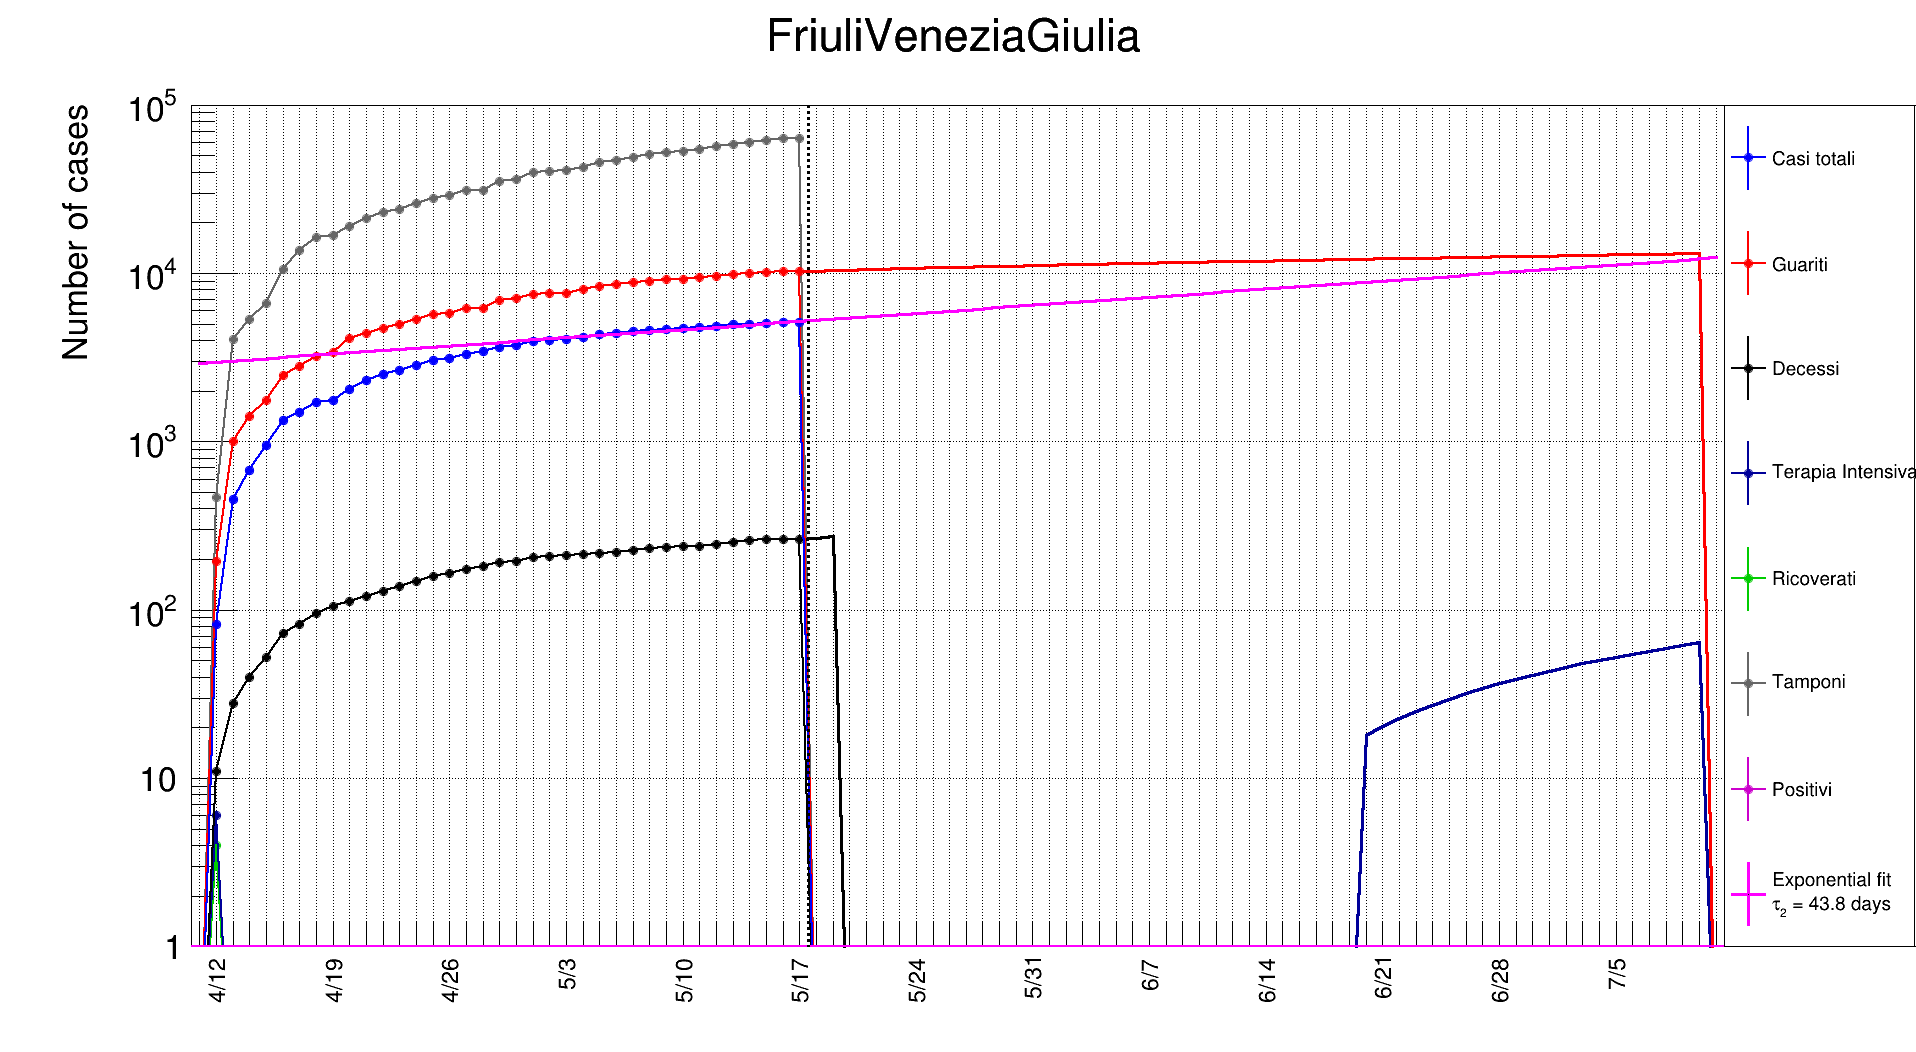 FriuliVeneziaGiulia
Number of cases
10^5
10^4
10^3
10^2
10
1
4/12
4/19
4/26
5/3
5/10
5/17
5/24
5/31
6/7
6/14
6/21
6/28
7/5
Casi totali
Guariti
Decessi
Terapia Intensiva
Ricoverati
Tamponi
Positivi
Exponential fit
τ_2 = 43.8 days